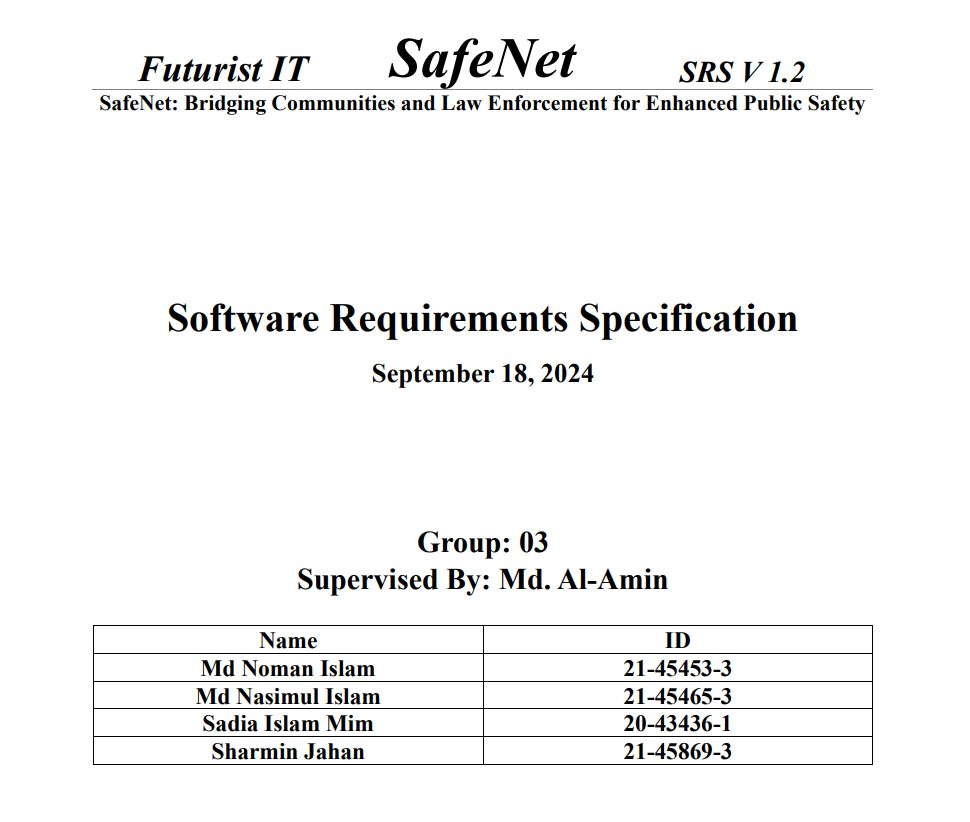 Futurist IT SafeNet SRS V 1.2
SafeNet: Bridging Communities and Law Enforcement for Enhanced Public Safety
Software Requirements Specification
September 18, 2024
Group: 03
Supervised By: Md. Al-Amin
Name ID
Md Noman Islam 21-45453-3
Md Nasimul Islam 21-45465-3
Sadia Islam Mim 20-43436-1
Sharmin Jahan 21-45869-3